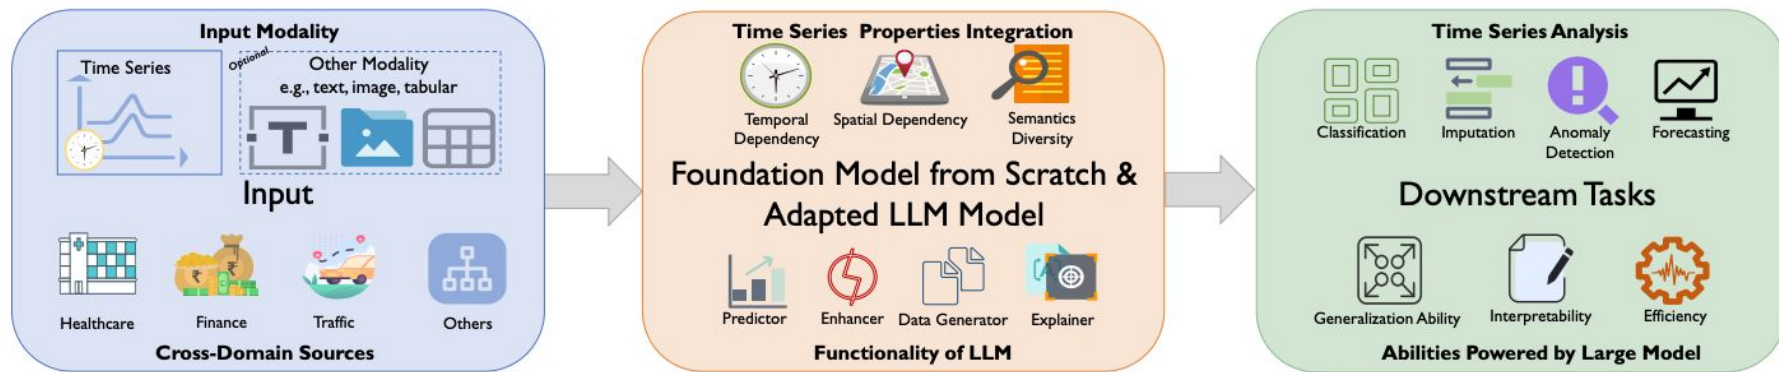 Input Modality
Time Series
Optional
Other Modality
e.g., text, image, tabular
T
Input
Healthcare
Finance
Traffic
Others
Cross-Domain Sources
Time Series Properties Integration
Temporal
Dependency
Spatial Dependency
Semantics
Diversity
Foundation Model from Scratch &
Adapted LLM Model
[A]
Predictor
Enhancer
Data Generator
Explainer
Functionality of LLM
Time Series Analysis
Classification
Imputation
Anomaly
Detection
Forecasting
Downstream Tasks
Generalization Ability
Interpretability
Efficiency
Abilities Powered by Large Model